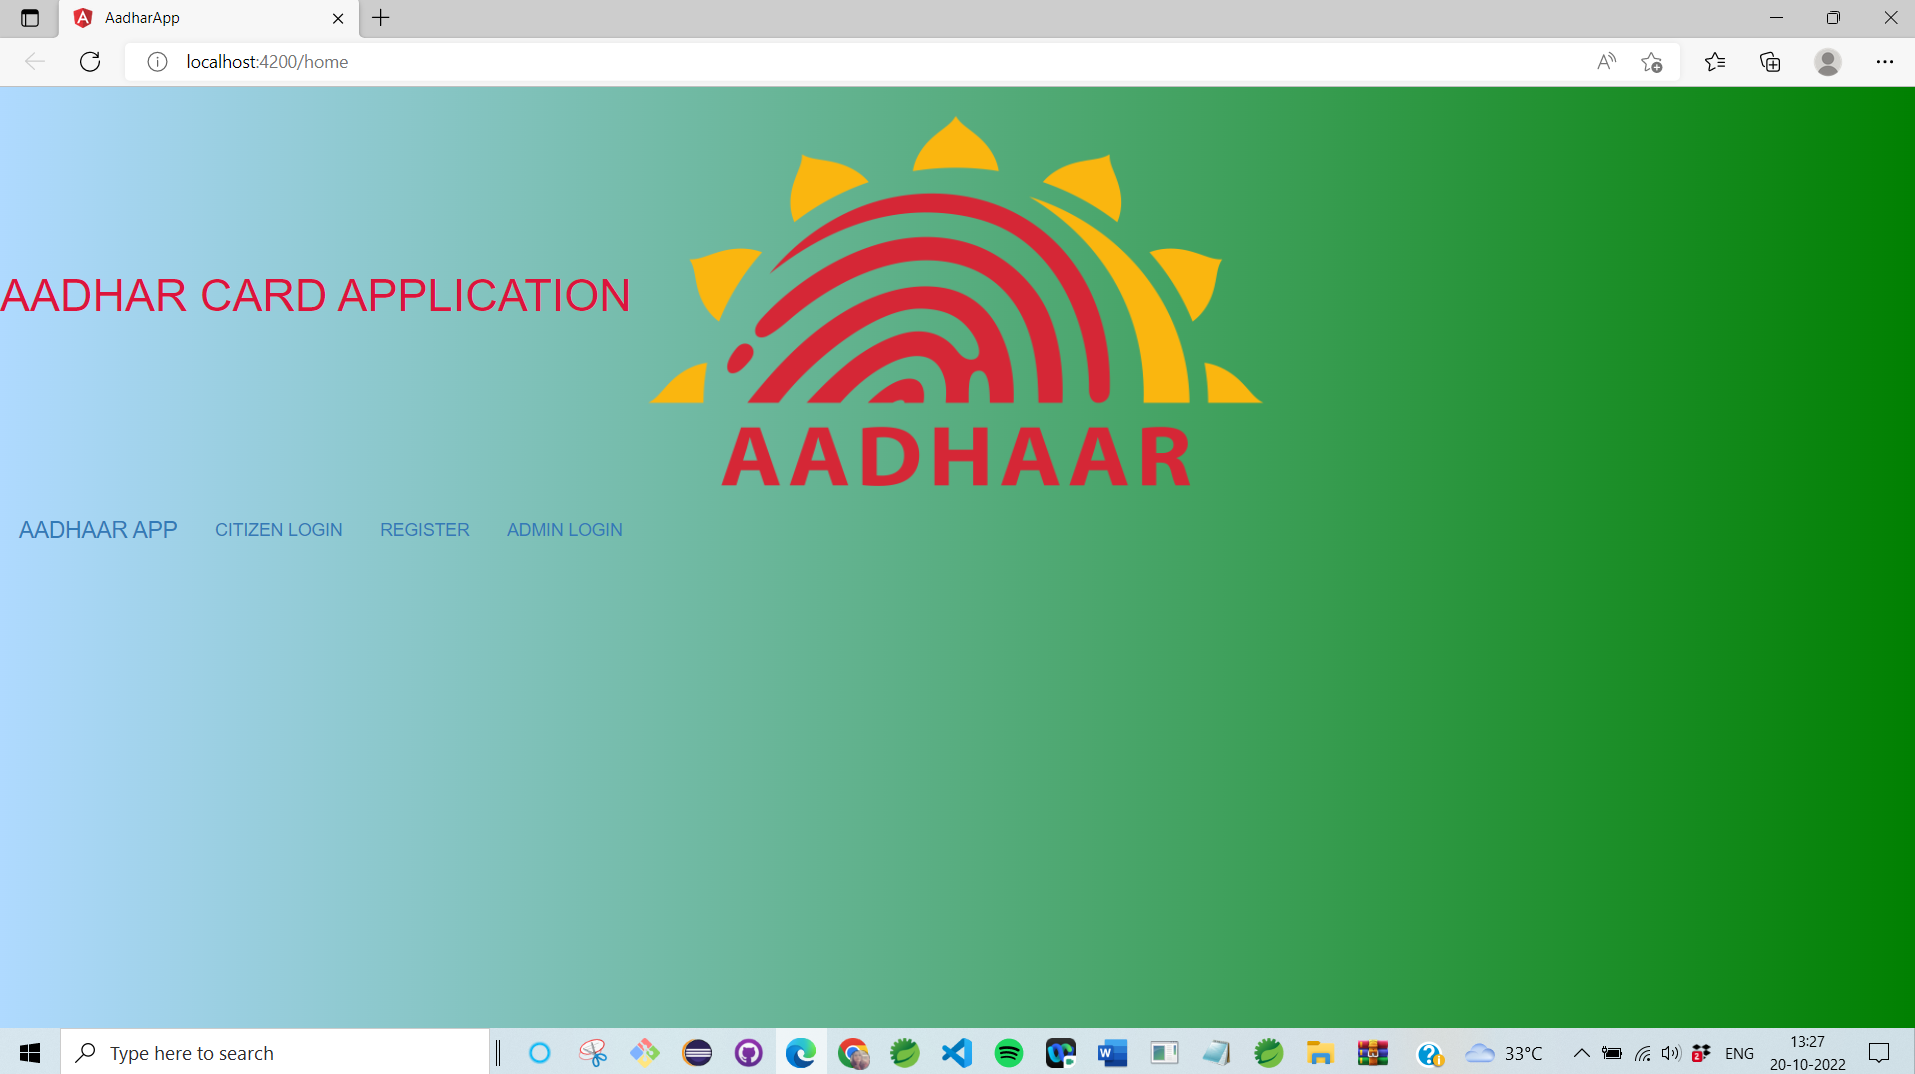 AadharApp
localhost:4200/home
AADHAR CARD APPLICATION
AADHAAR
AADHAAR APP CITIZEN LOGIN REGISTER ADMIN LOGIN
Type here to search
33°C
ENG
13:27
20-10-2022